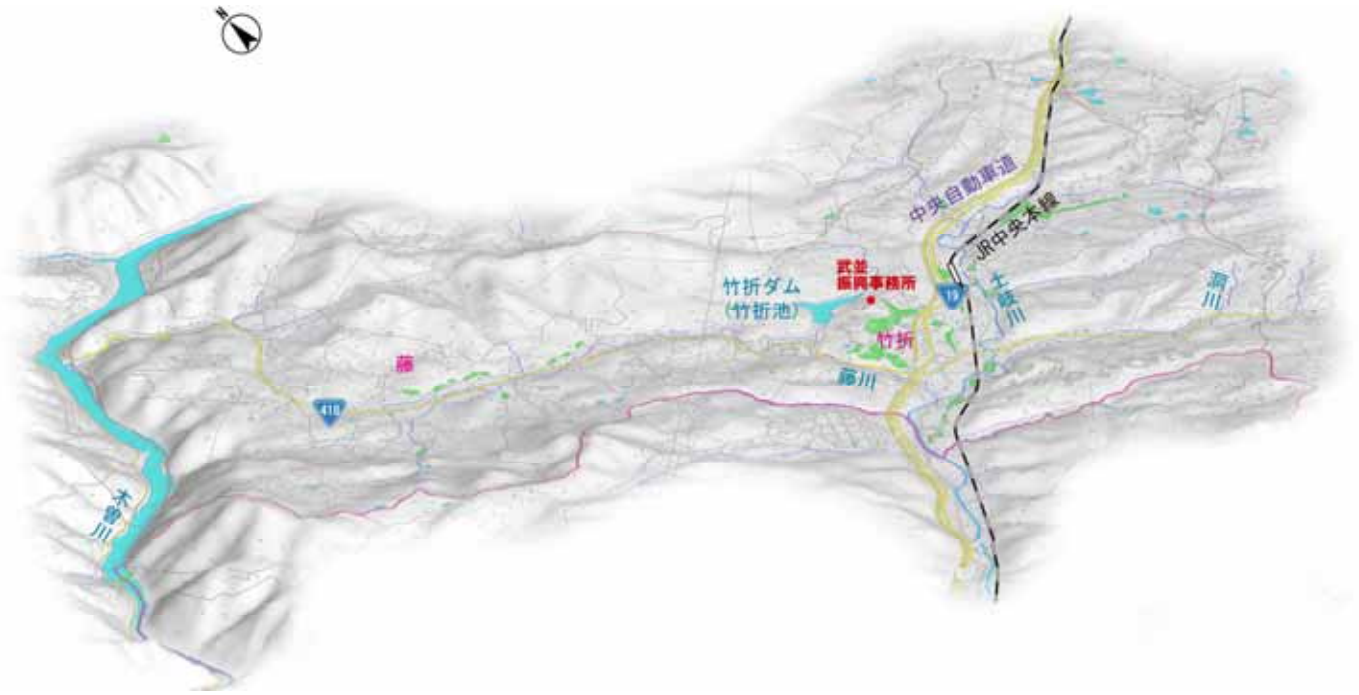 N
中央自動車道
JR中央本線
武並
振興事務所
竹折ダム
(竹折池)
19
土岐川
洞川
竹折
藤川
藤
418
木曽川